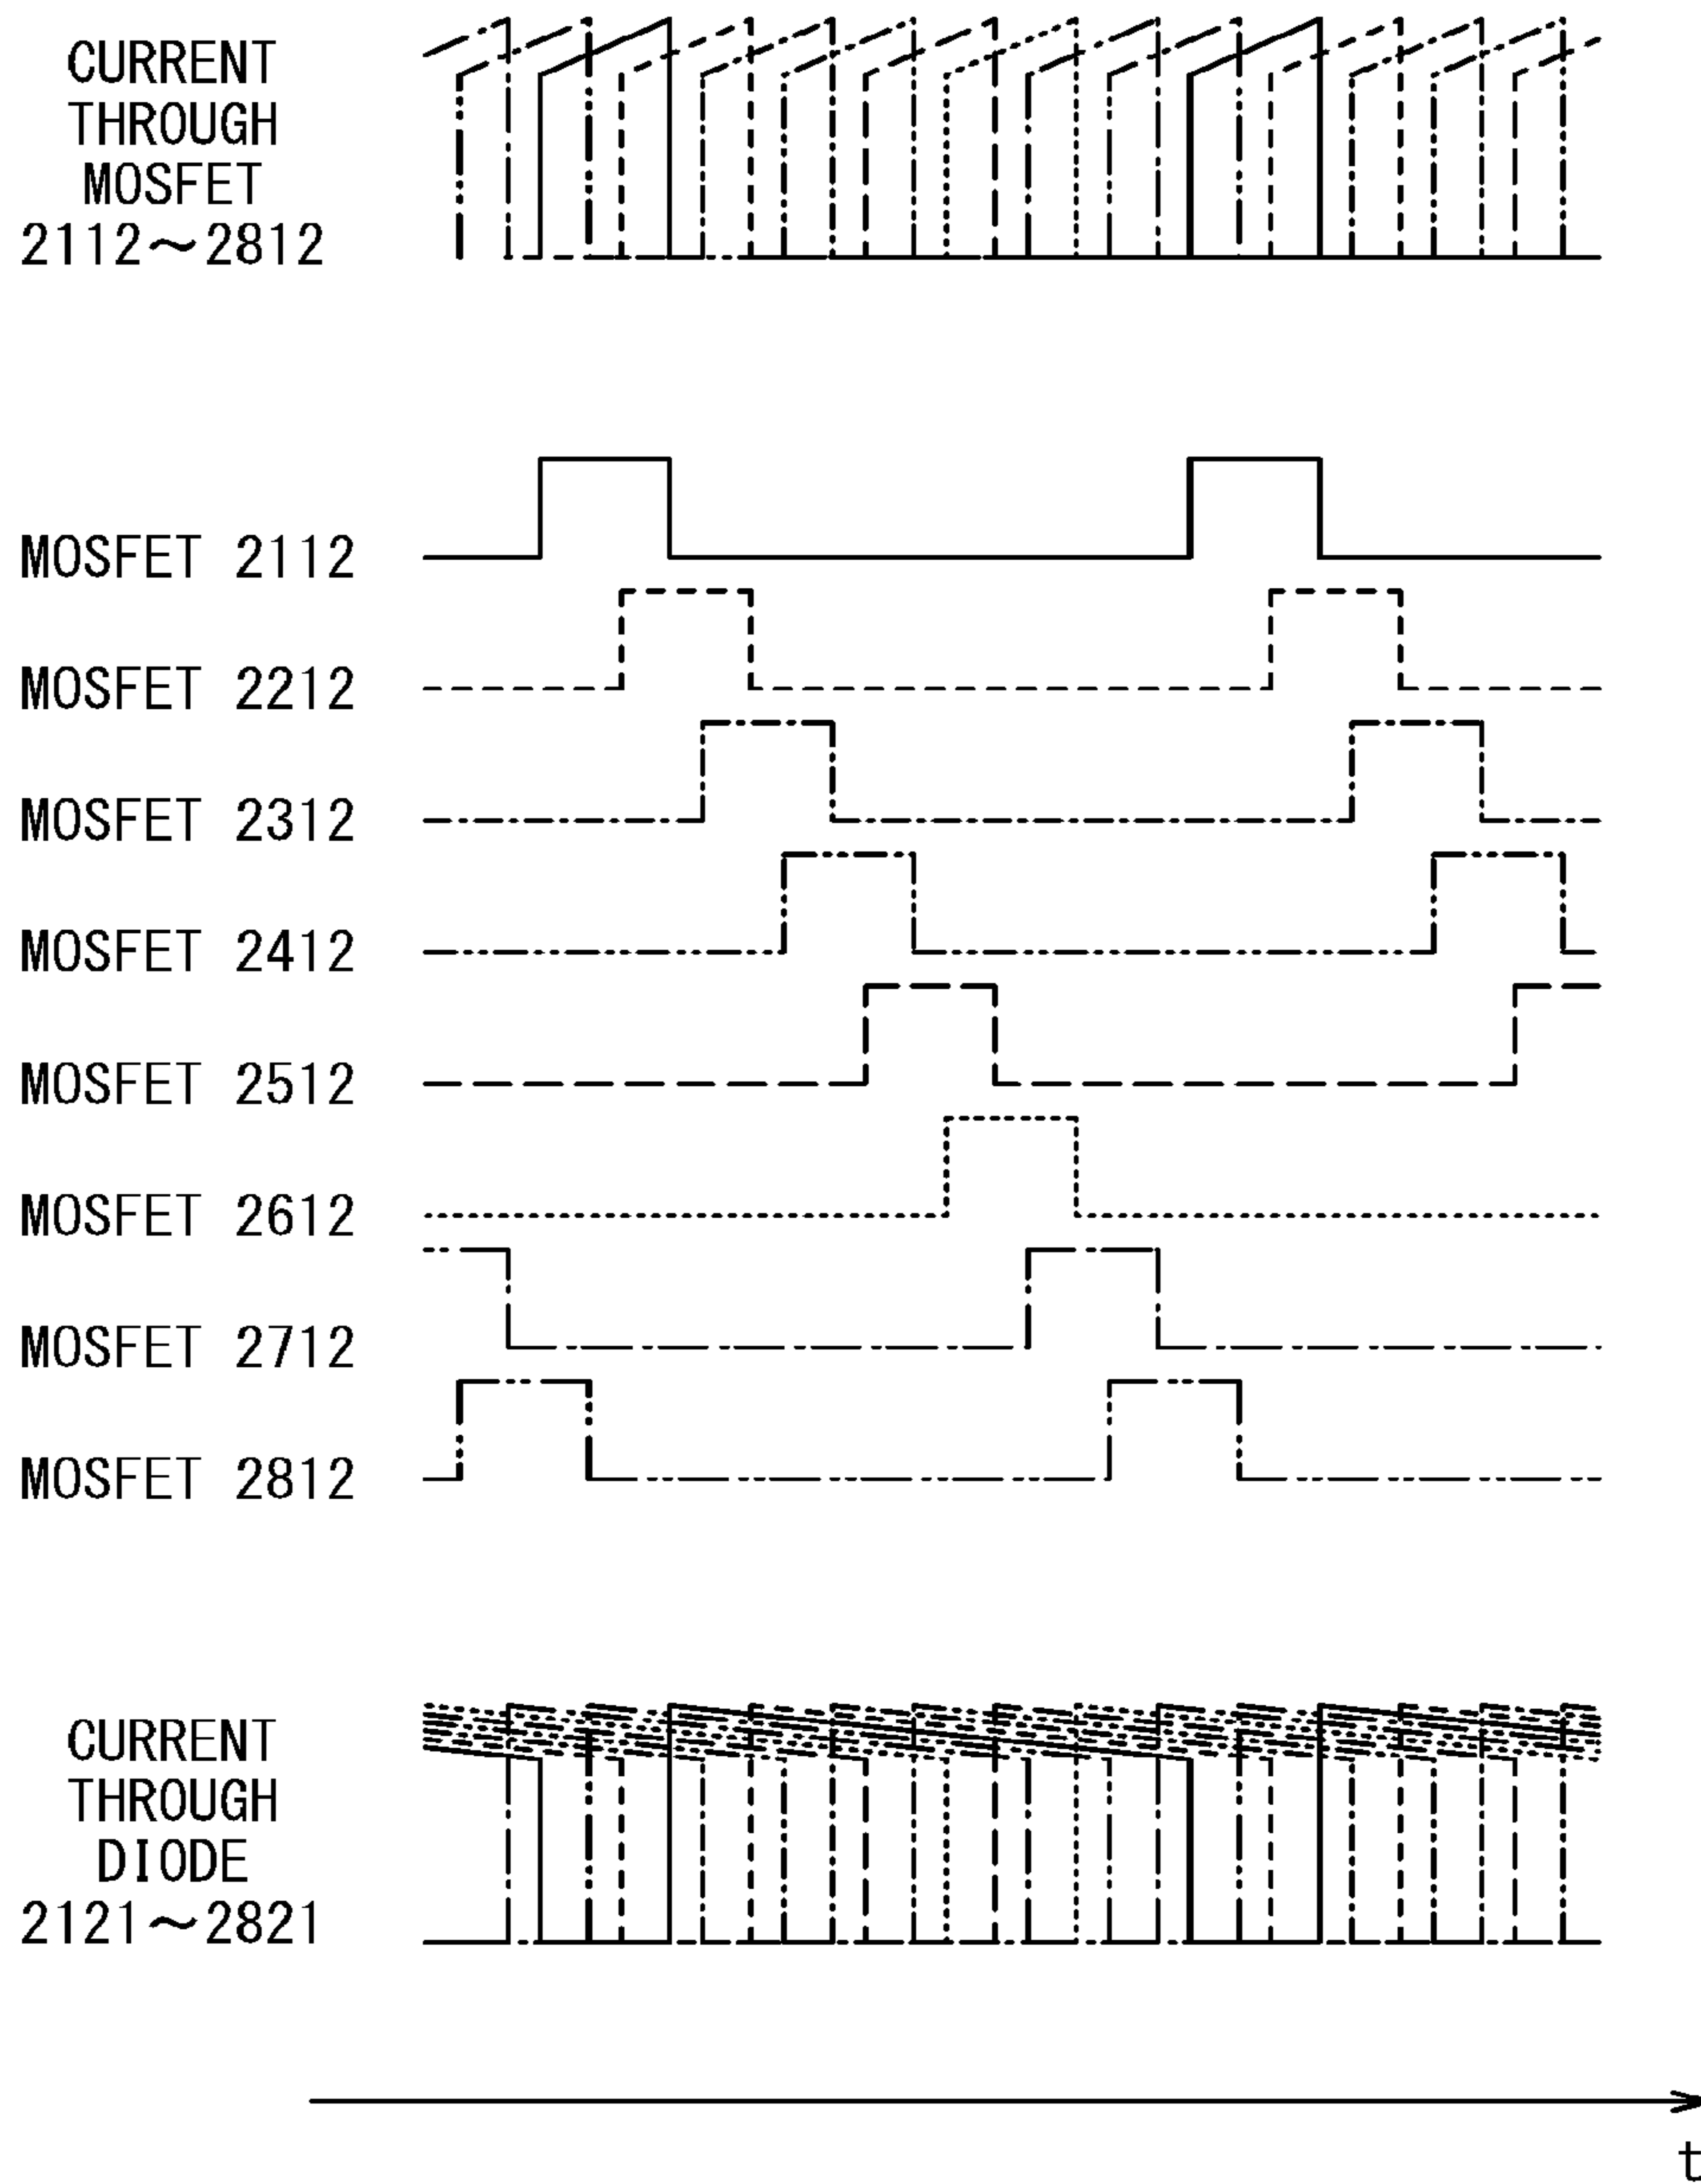 CURRENT
THROUGH
MOSFET
2112～2812
MOSFET 2112
MOSFET 2212
MOSFET 2312
MOSFET 2412
MOSFET 2512
MOSFET 2612
MOSFET 2712
MOSFET 2812
CURRENT
THROUGH
DIODE
2121～2821
t